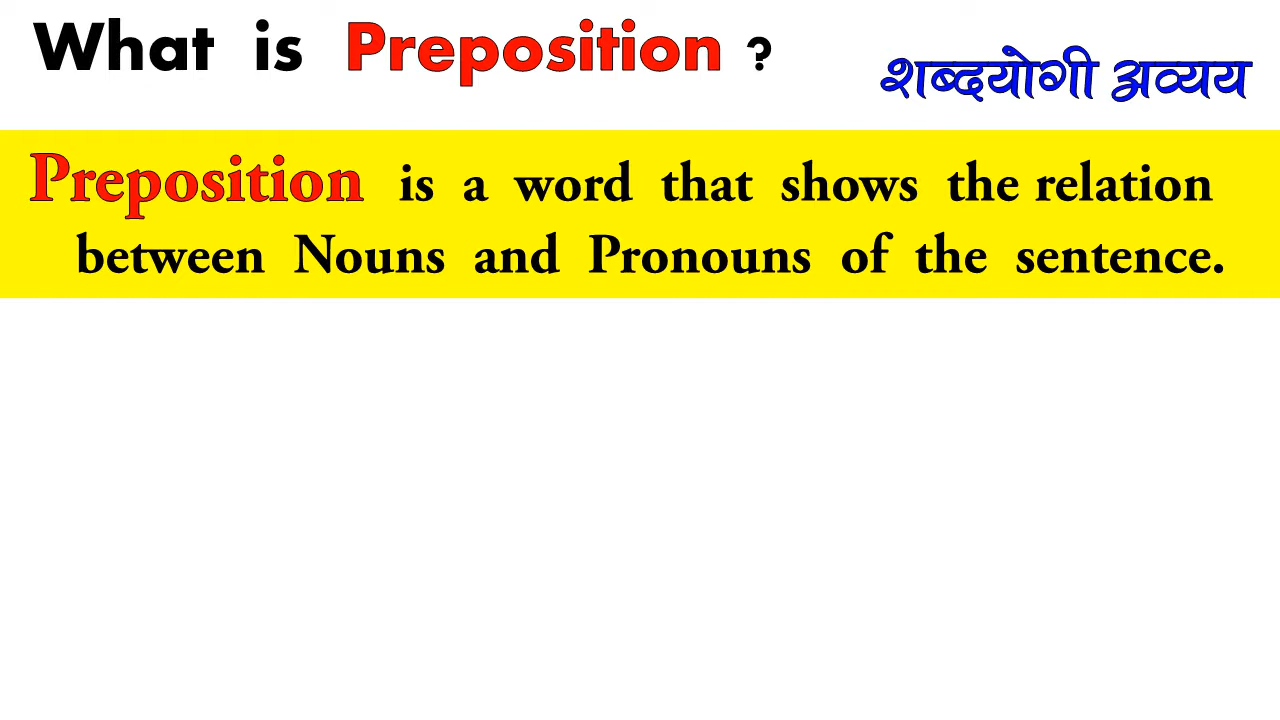 What is Preposition ?
शब्दयोगी अव्यय
Preposition is a word that shows the relation
between Nouns and Pronouns of the sentence.